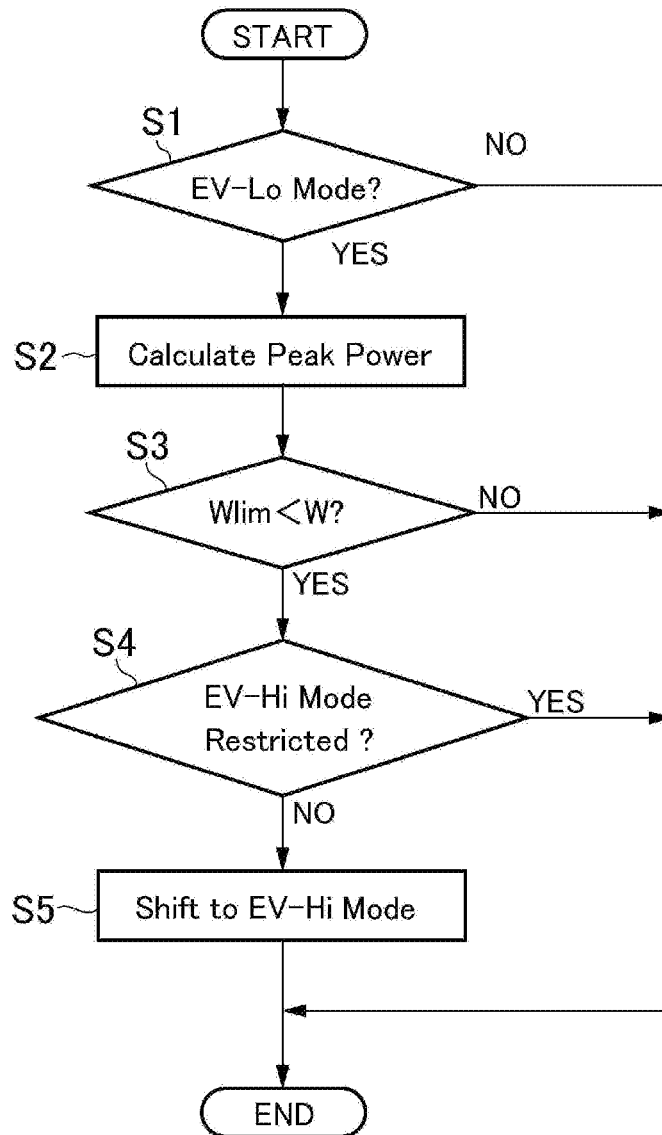 START
S1
NO
EV-Lo Mode?
YES
S2
Calculate Peak Power
S3
Wlim<W?
NO
YES
S4
EV-Hi Mode
Restricted ?
YES
NO
S5
Shift to EV-Hi Mode
END